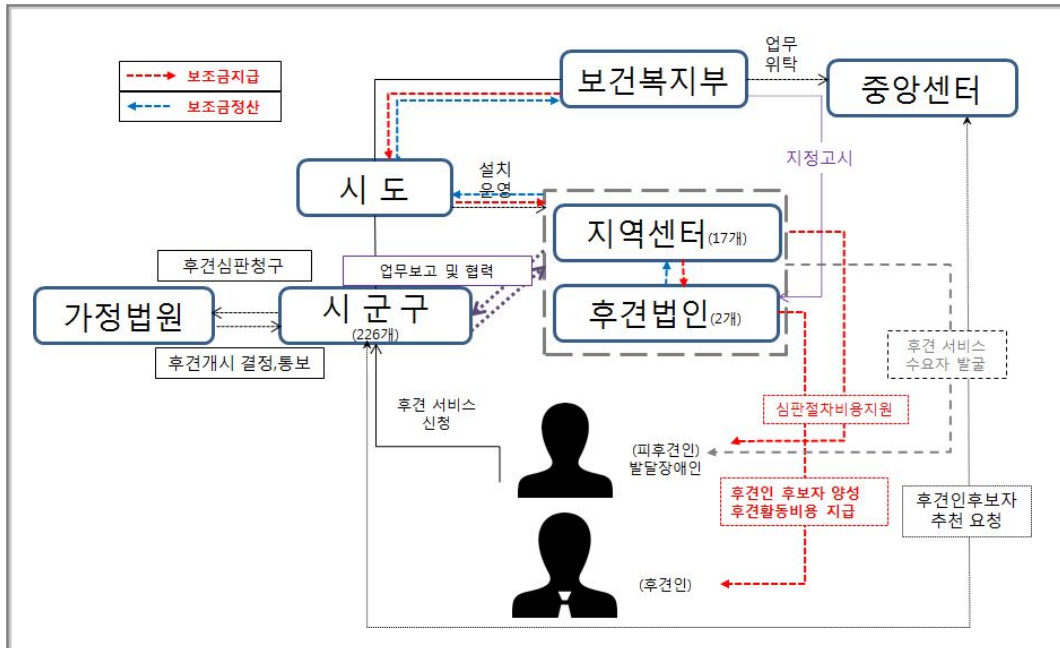 보조금지급
보조금정산
보건복지부
업무
위탁
중앙센터
지정고시
시 도
설치
운영
지역센터(17개)
후견법인(2개)
후견심판청구
업무보고 및 협력
가정법원
시 군 구
(226개)
후견개시 결정,통보
후견 서비스
수요자 발굴
후견 서비스
신청
심판절차비용지원
(피후견인)
발달장애인
후견인 후보자 양성
후견활동비용 지급
후견인후보자
추천 요청
(후견인)